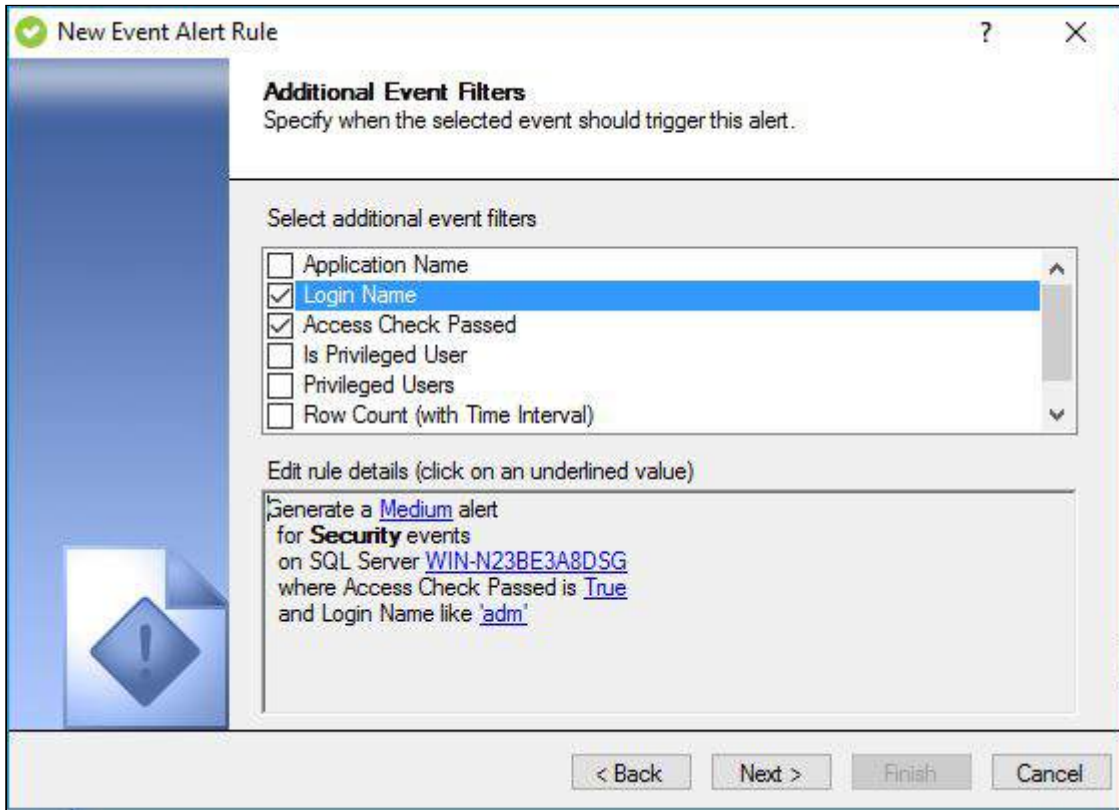 New Event Alert Rule
?
Additional Event Filters
Specify when the selected event should trigger this alert.
Select additional event filters
Application Name
Login Name
Access Check Passed
Is Privileged User
Privileged Users
Row Count (with Time Interval)
Edit rule details (click on an underlined value)
Generate a Medium alert
for Security events
on SQL Server WIN-N23BE3A8DSG
where Access Check Passed is True
and Login Name like 'adm'
< Back Next > Finish Cancel